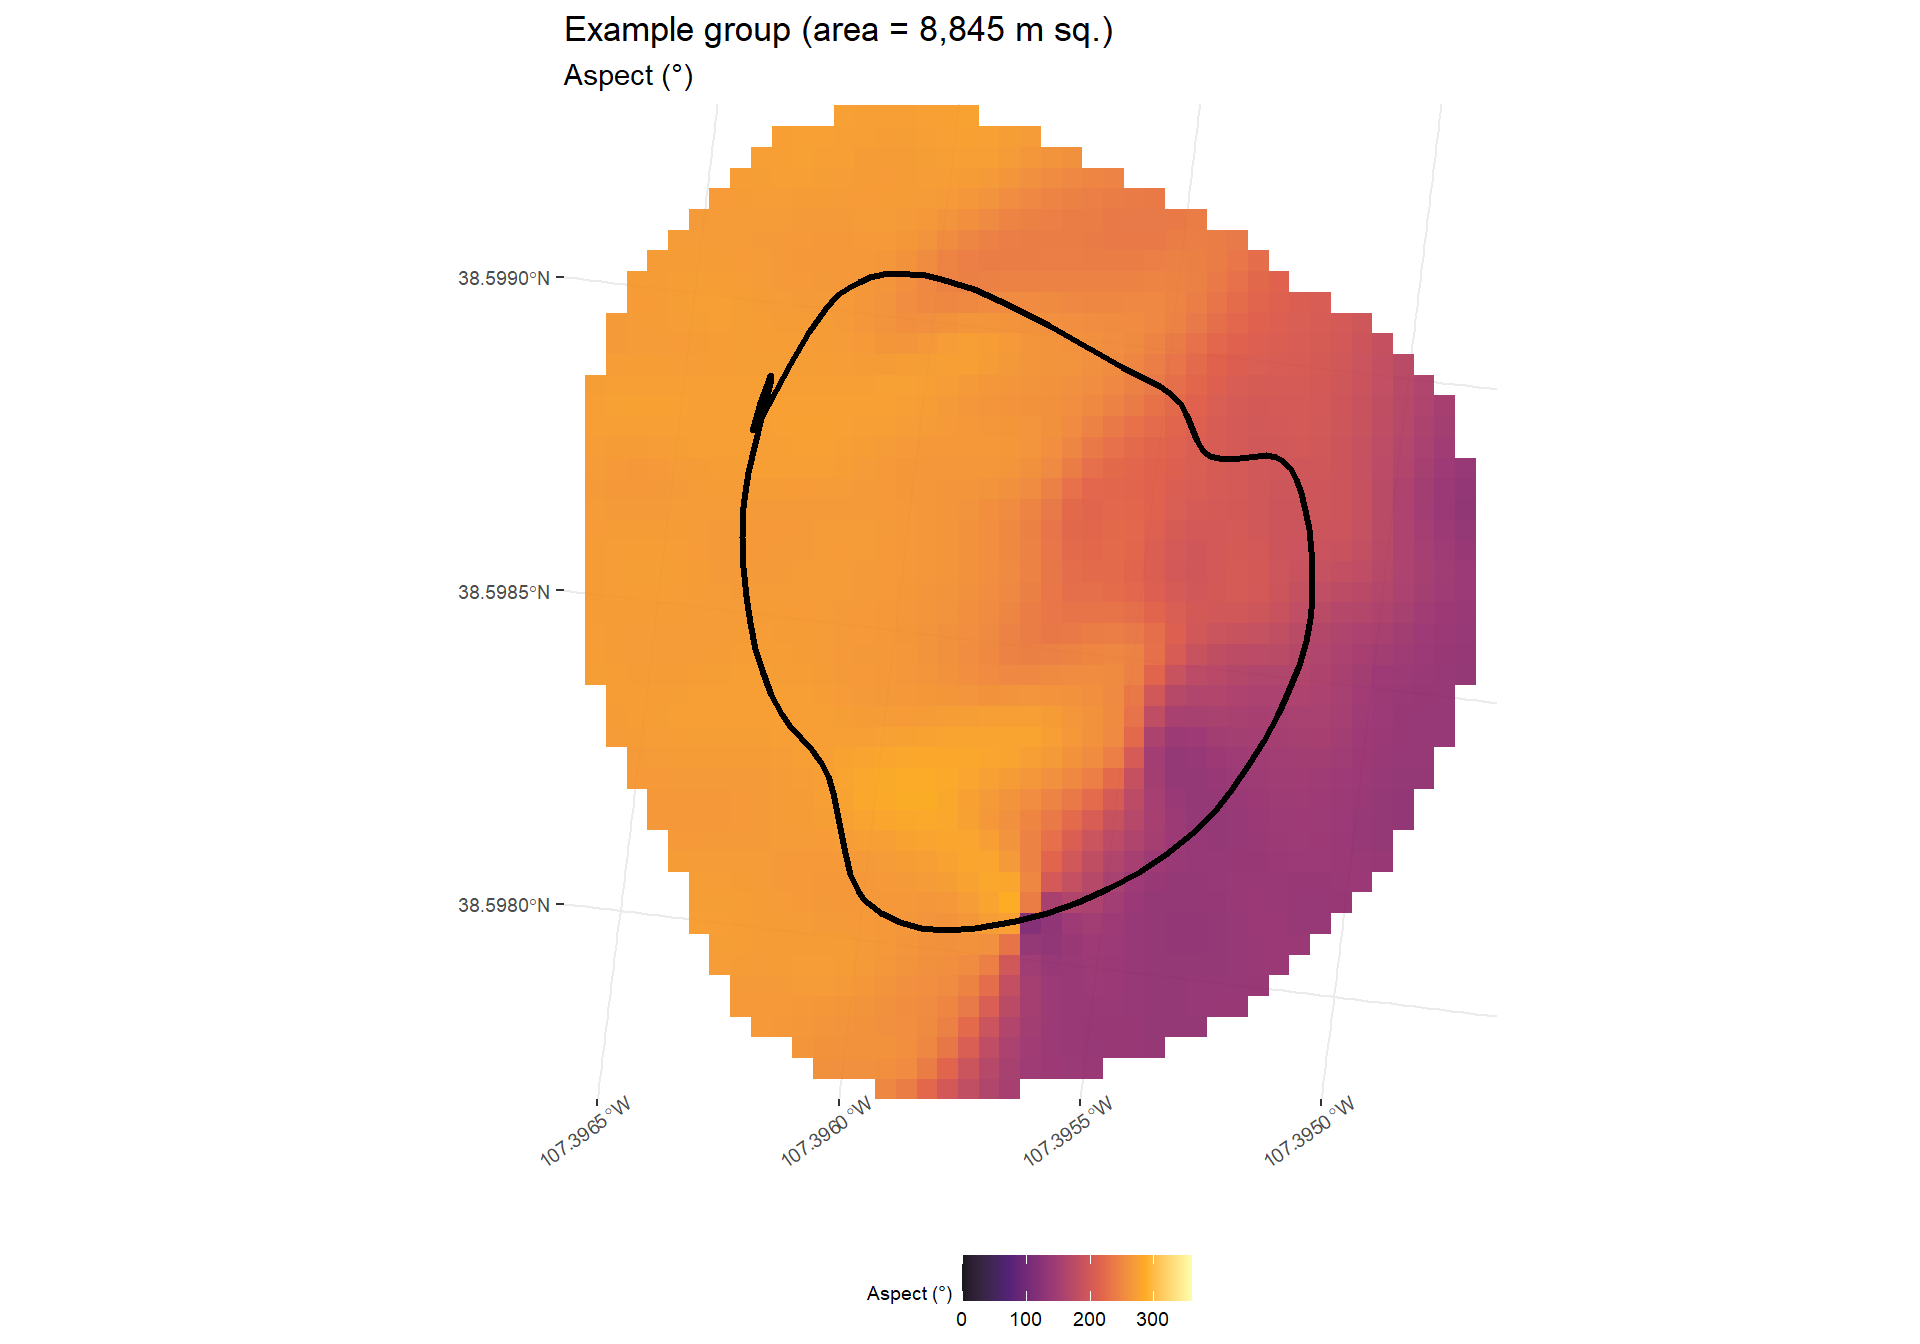 Example group (area = 8,845 m sq.)
Aspect (°)
38.5990°N
38.5985°N
38.5980°N
107.3965°W
107.3960°W
107.3955°W
107.3950°W
Aspect (°)
0 100 200 300